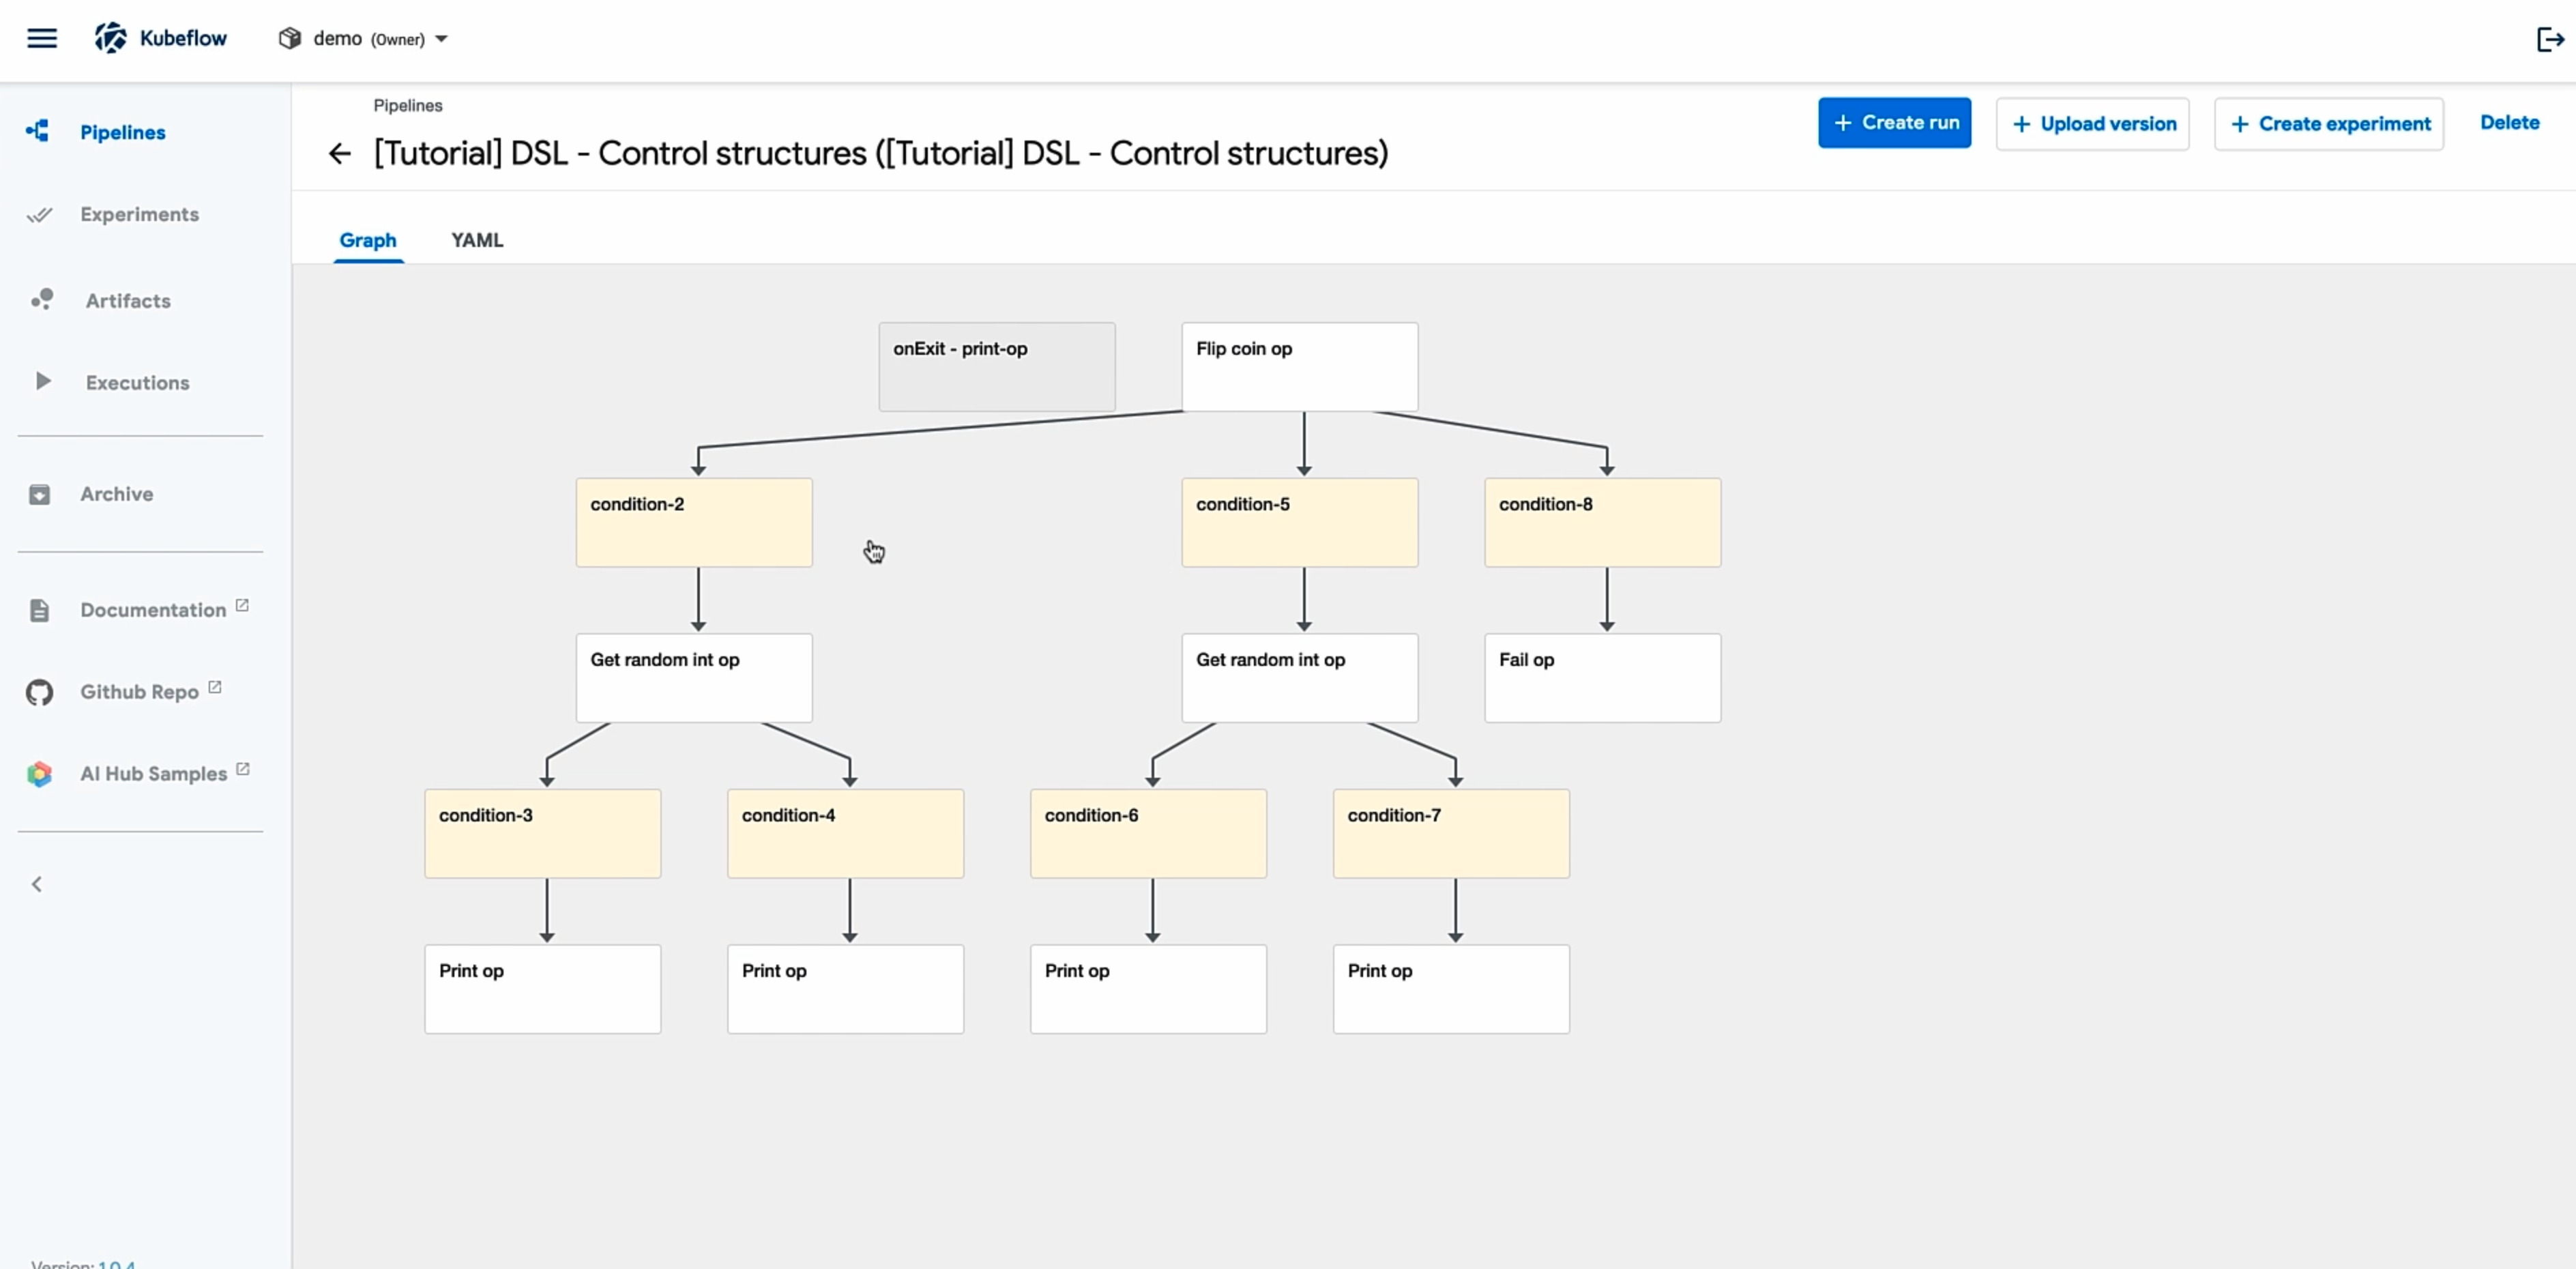 Kubeflow
demo (Owner)
Pipelines
Experiments
Artifacts
Executions
Archive
Documentation
Github Repo
AI Hub Samples
Version: 1.0.4
Pipelines
[Tutorial] DSL - Control structures ([Tutorial] DSL - Control structures)
+ Create run
+ Upload version
+ Create experiment
Delete
Graph
YAML
onExit - print-op
Flip coin op
condition-2
condition-5
condition-8
Get random int op
Get random int op
Fail op
condition-3
condition-4
condition-6
condition-7
Print op
Print op
Print op
Print op